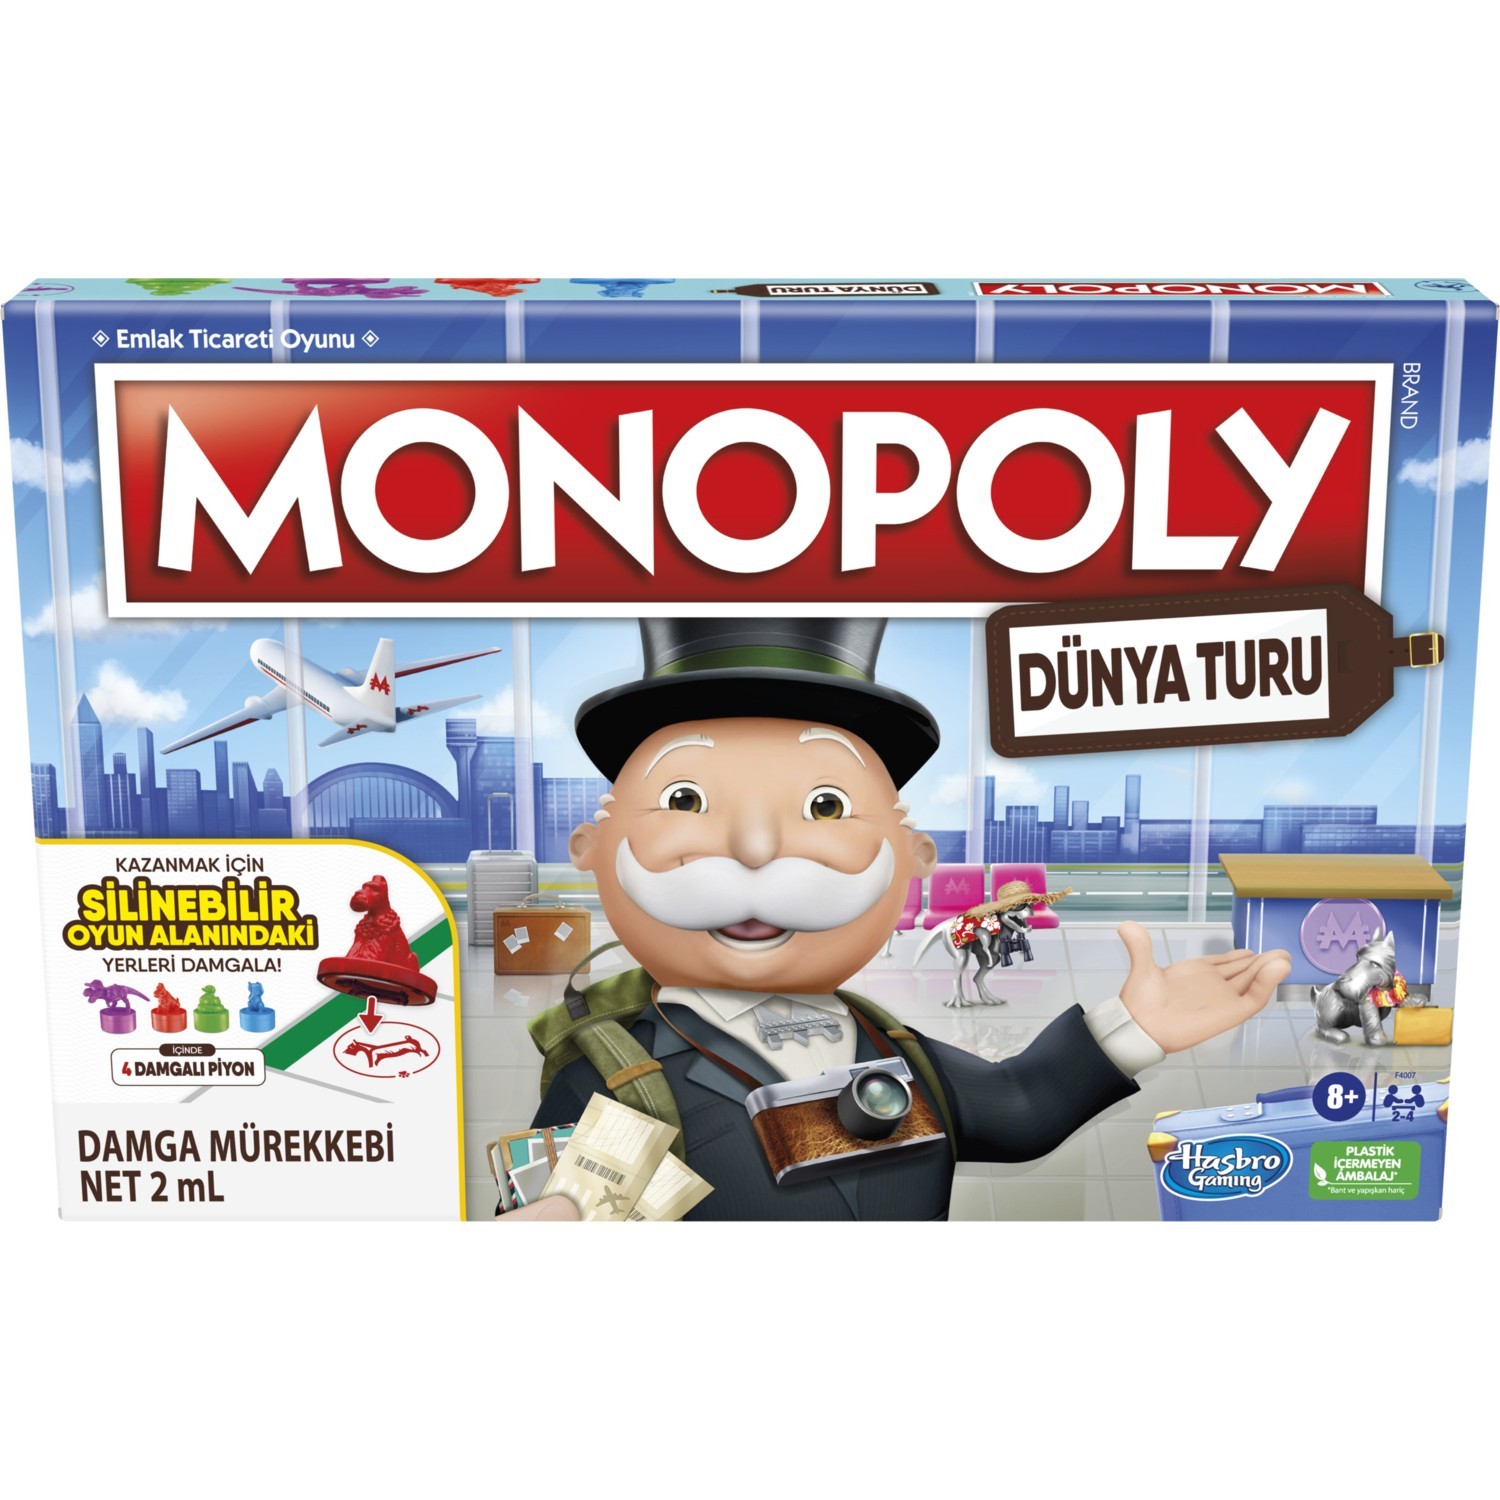 DÜNYA TURU
MONOPOLY
Emlak Ticareti Oyunu
BRAND
MONOPOLY
DÜNYA TURU
KAZANMAK İÇİN
SİLİNEBİLİR
OYUN ALANINDAKİ
YERLERİ DAMGALA!
İÇİNDE
4 DAMGALI PİYON
DAMGA MÜREKKEBİ
NET 2 mL
8+
F4007
2-4
Hasbro
Gaming
PLASTİK
İÇERMEYEN
AMBALAJ*
*Bant ve yapışkan hariç